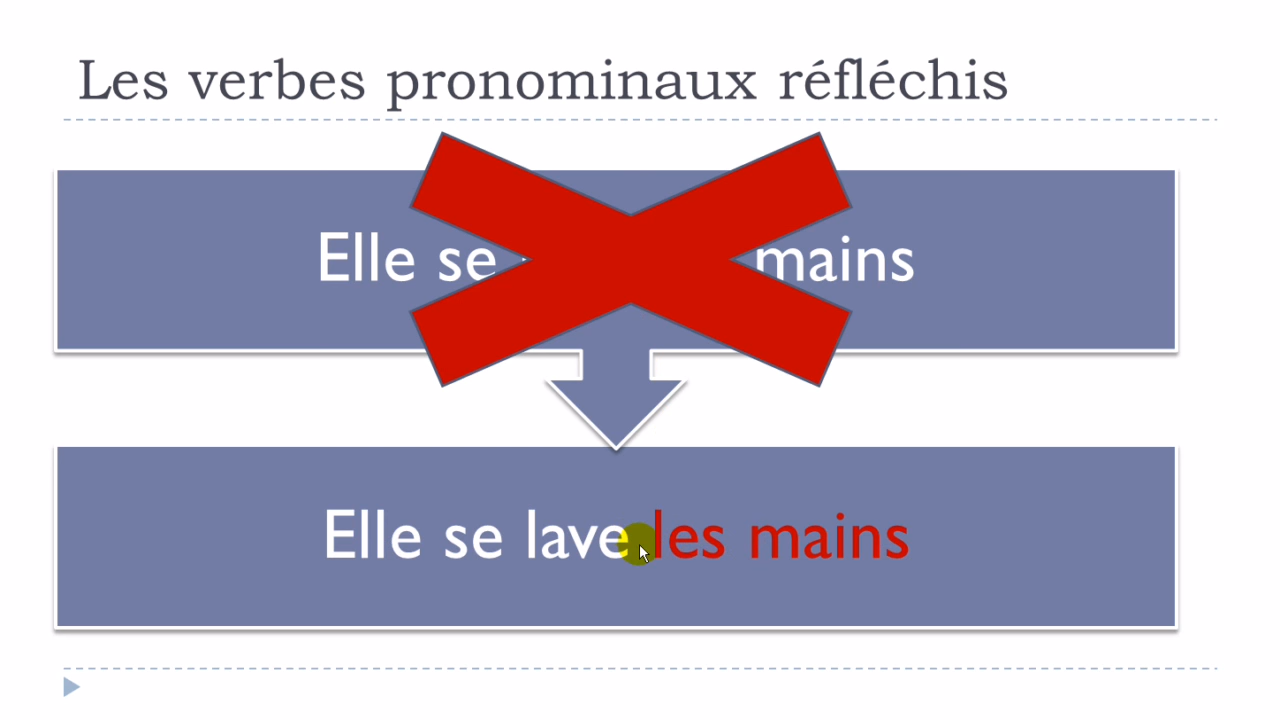 Les verbes pronominaux réfléchis
Elle se mains
Elle se lave les mains